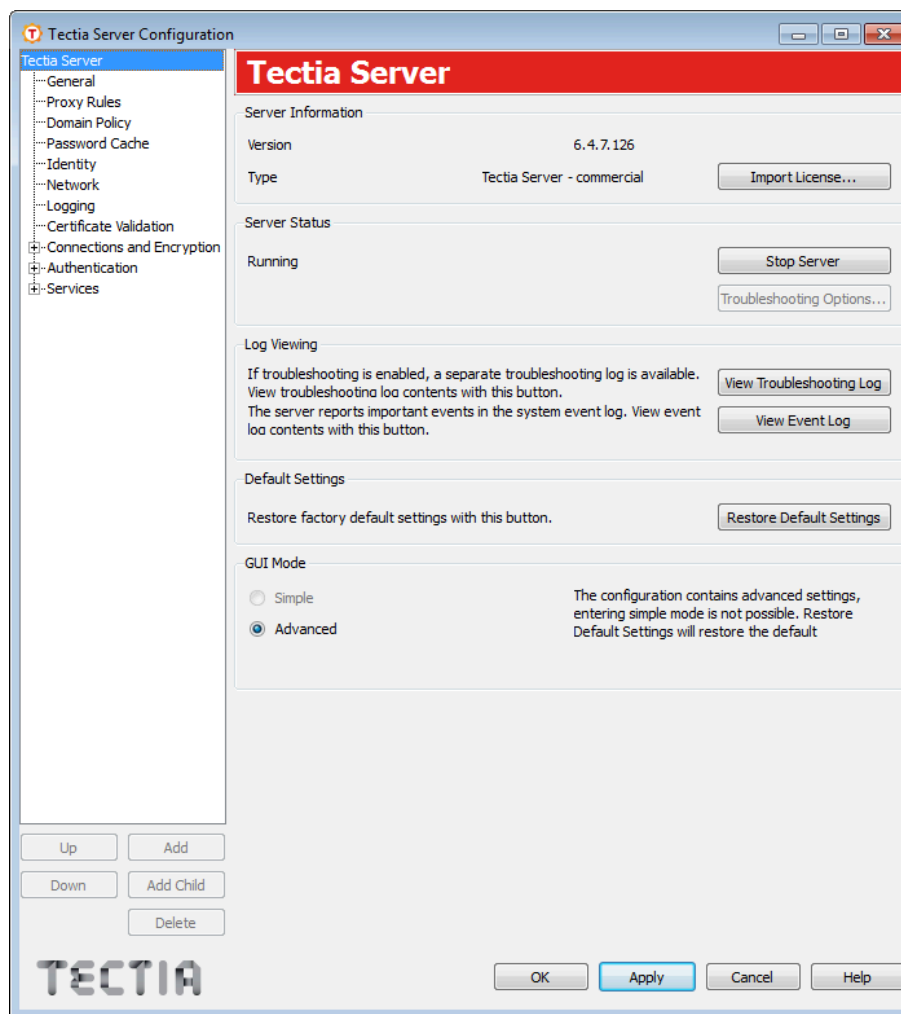 Tectia Server Configuration
Tectia Server
General
Proxy Rules
Domain Policy
Password Cache
Identity
Network
Logging
Certificate Validation
Connections and Encryption
Authentication
Services
Up
Add
Down
Add Child
Delete
TECTIA
Tectia Server
Server Information
Version 6.4.7.126
Type Tectia Server - commercial Import License...
Server Status
Running Stop Server
Troubleshooting Options...
Log Viewing
If troubleshooting is enabled, a separate troubleshooting log is available.
View troubleshooting log contents with this button.
View Troubleshooting Log
The server reports important events in the system event log. View event
log contents with this button.
View Event Log
Default Settings
Restore factory default settings with this button. Restore Default Settings
GUI Mode
Simple
Advanced
The configuration contains advanced settings,
entering simple mode is not possible. Restore
Default Settings will restore the default
OK Apply Cancel Help